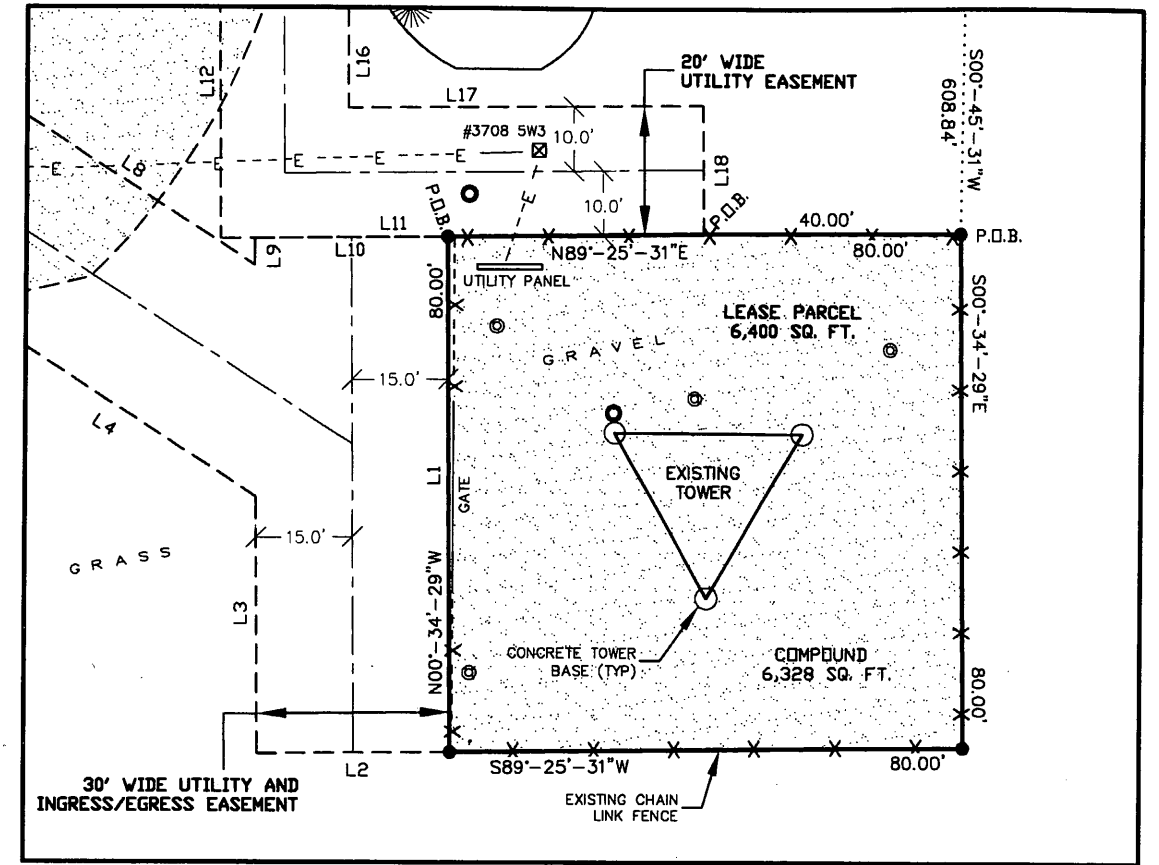 L12
L16
20' WIDE
UTILITY EASEMENT
S00°-45'-31"W
608.84'
L17
#3708 5W3
10.0'
L8
E
E
E
E
L18
E
10.0'
P.O.B.
P.O.B.
L11
40.00'
P.O.B.
L9
L10
N89°-25'-31"E
80.00'
UTILITY PANEL
80.00'
LEASE PARCEL
6,400 SQ. FT.
S00°-34'-29"E
GRAVEL
15.0'
L4
L1
GATE
EXISTING
TOWER
15.0'
GRASS
L3
N00°-34'-29"W
CONCRETE TOWER
BASE (TYP)
COMPOUND
6,328 SQ. FT.
80.00'
L2
S89°-25'-31"W
80.00'
30' WIDE UTILITY AND
INGRESS/EGRESS EASEMENT
EXISTING CHAIN
LINK FENCE